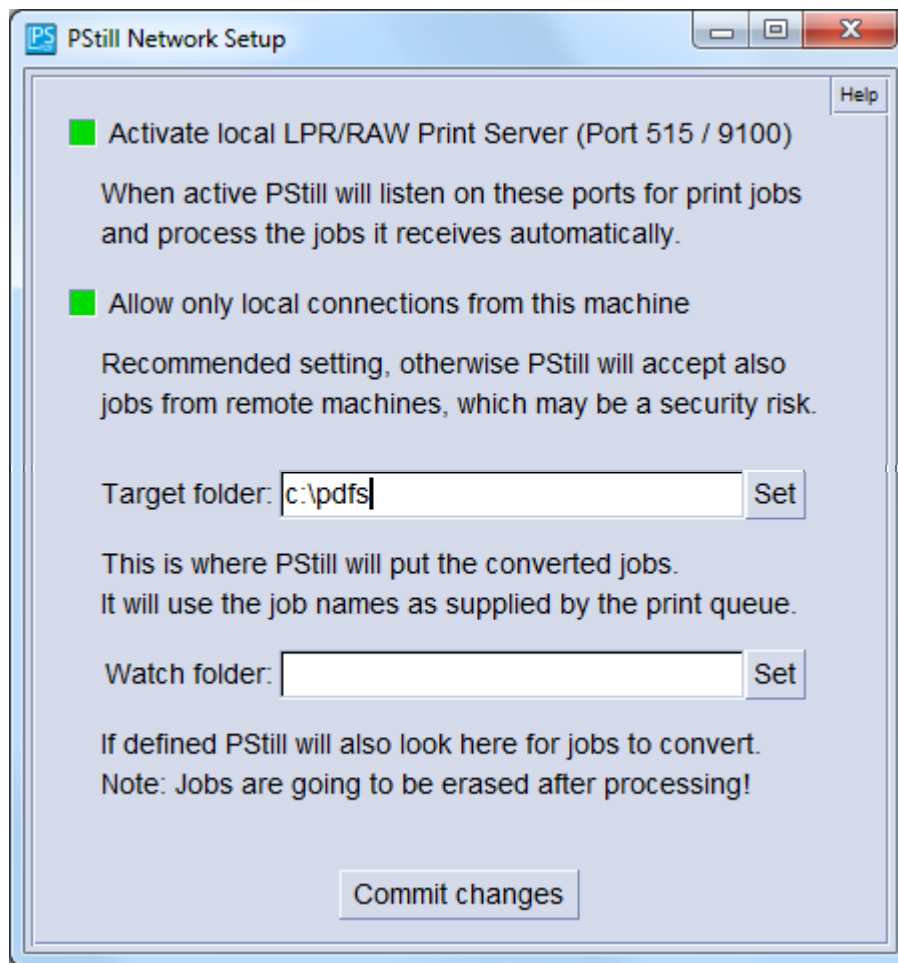 PS PStill Network Setup
Help
Activate local LPR/RAW Print Server (Port 515 / 9100)
When active PStill will listen on these ports for print jobs
and process the jobs it receives automatically.
Allow only local connections from this machine
Recommended setting, otherwise PStill will accept also
jobs from remote machines, which may be a security risk.
Target folder: c:\pdfs Set
This is where PStill will put the converted jobs.
It will use the job names as supplied by the print queue.
Watch folder: Set
If defined PStill will also look here for jobs to convert.
Note: Jobs are going to be erased after processing!
Commit changes